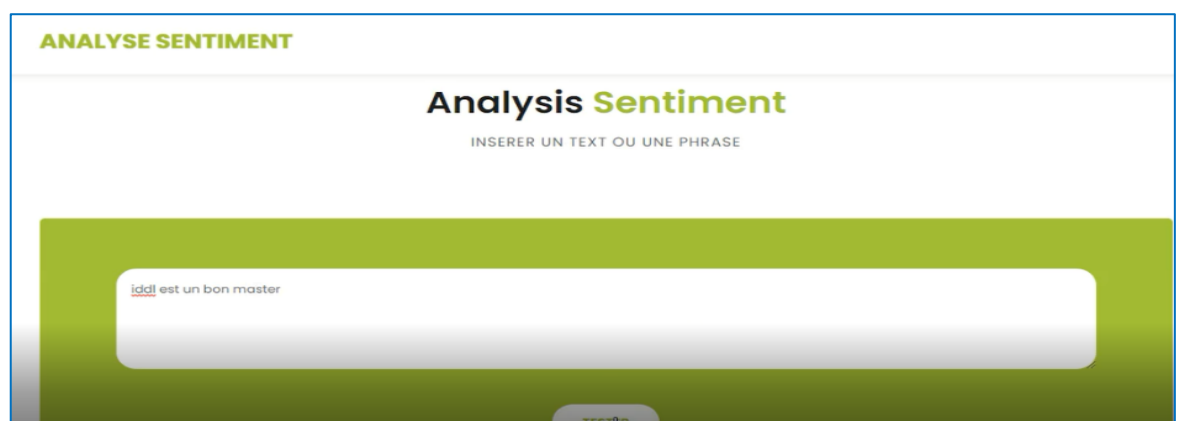 ANALYSE SENTIMENT
Analysis Sentiment
INSERER UN TEXT OU UNE PHRASE
iddl est un bon master